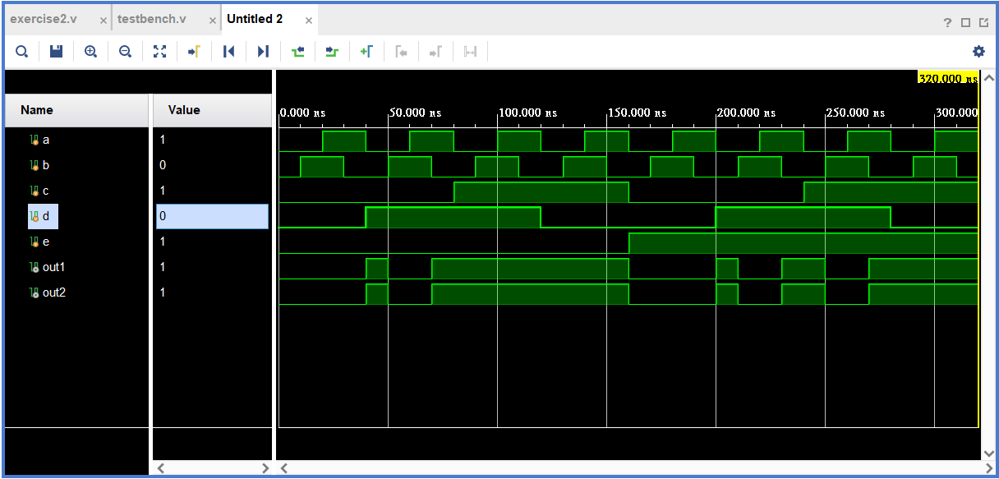 exercise2.v × testbench.v × Untitled 2 ×
?
320.000 ns
Name Value
0.000 ns 50.000 ns 100.000 ns 150.000 ns 200.000 ns 250.000 ns 300.000
a 1
b 0
c 1
d 0
e 1
out1 1
out2 1